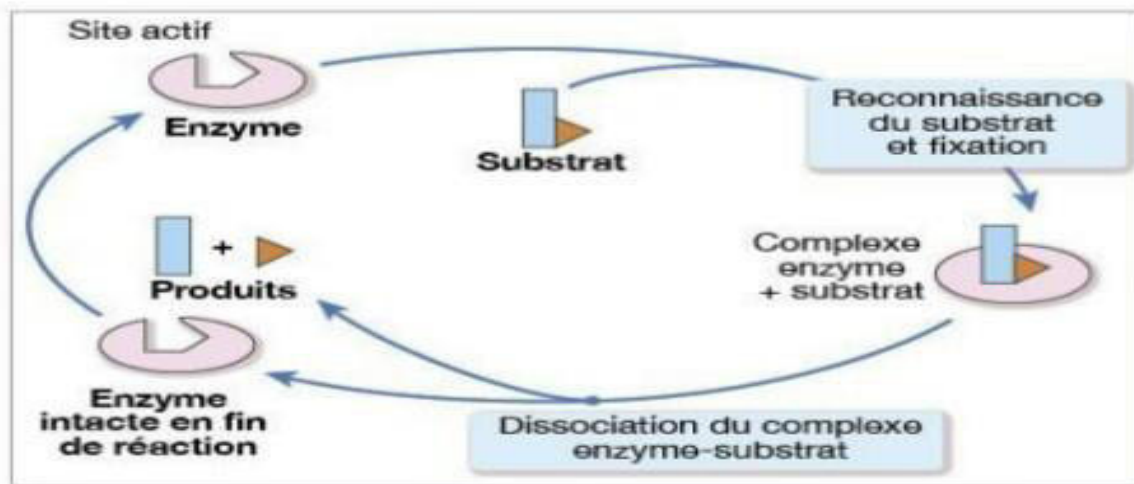 Site actif
Enzyme
Substrat
Reconnaissance
du substrat
et fixation
+
Produits
Complexe
enzyme
+ substrat
Enzyme
intacte en fin
de réaction
Dissociation du complexe
enzyme-substrat